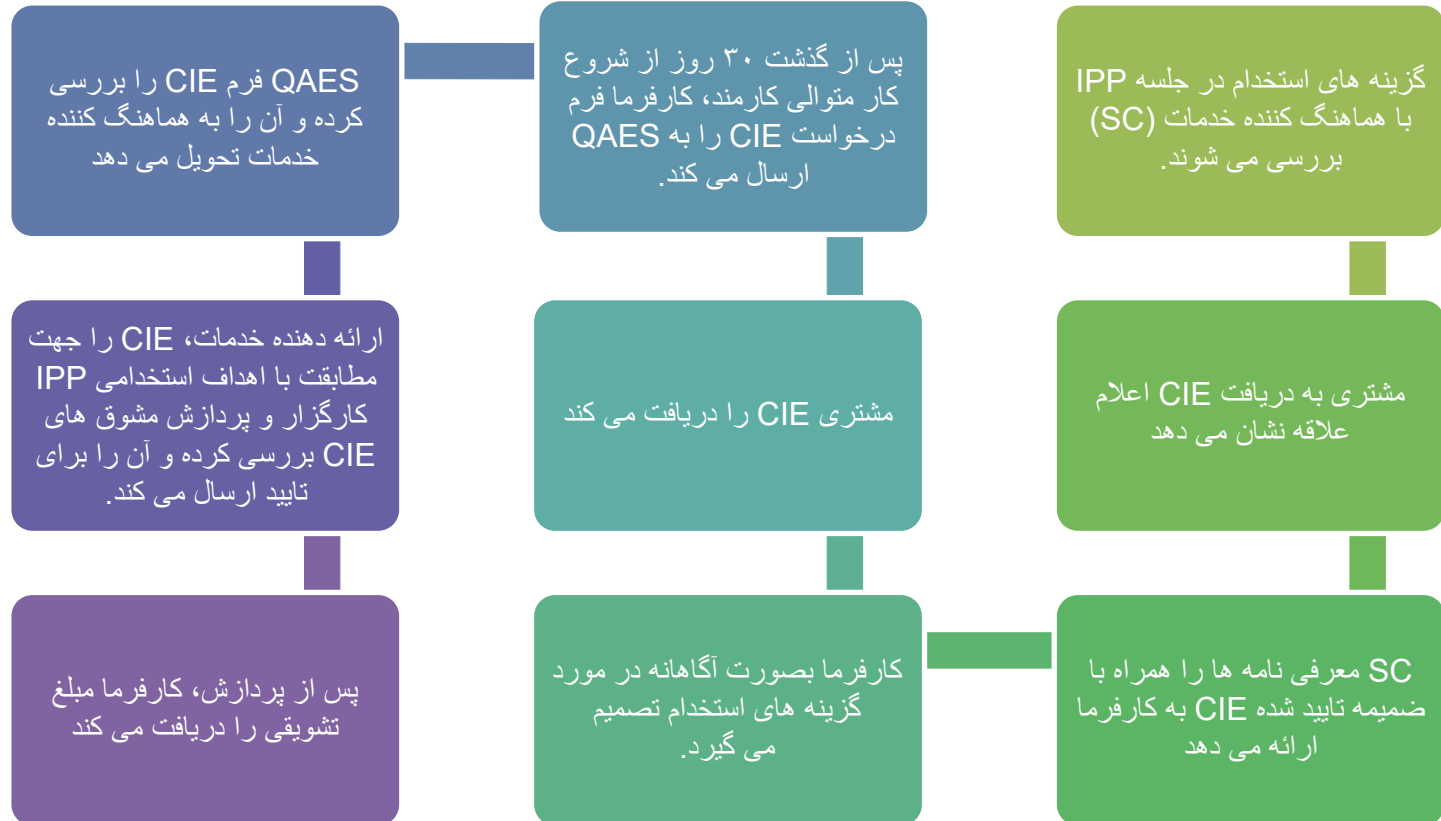 گزینه های استخدام در جلسه IPP
با هماهنگ کننده خدمات (SC)
بررسی می شوند.
مشتری به دریافت CIE اعلام
علاقه نشان می دهد
SC معرفی نامه ها را همراه با
ضمیمه تایید شده CIE به کارفرما
ارائه می دهد
کارفرما بصورت آگاهانه در مورد
گزینه های استخدام تصمیم
می گیرد.
مشتری CIE را دریافت می کند
پس از گذشت ۳۰ روز از شروع
کار متوالی کارمند، کارفرما فرم
درخواست CIE را به QAES
ارسال می کند.
QAES فرم CIE را بررسی
کرده و آن را به هماهنگ کننده
خدمات تحویل می دهد
ارائه دهنده خدمات، CIE را جهت
مطابقت با اهداف استخدامی IPP
کارگزار و پردازش مشوق های
CIE بررسی کرده و آن را برای
تایید ارسال می کند.
پس از پردازش، کارفرما مبلغ
تشویقی را دریافت می کند